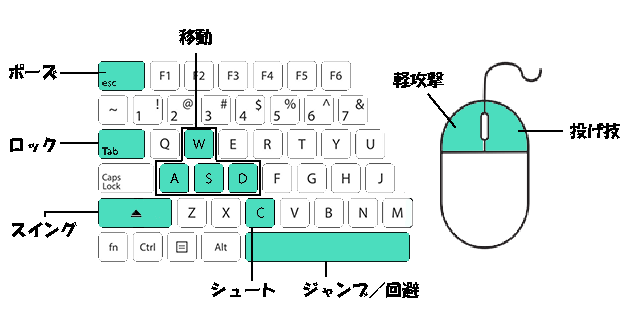 移動
ポーズ
esc F1 F2 F3 F4 F5 F6
軽攻撃
~ ! 1 @ 2 # 3 $ 4 % 5 ^ 6 & 7
投げ技
ロック
Tab Q W E R T Y U
Caps Lock A S D F G H J
Z X C V B N M
スイング
fn Ctrl Alt
シュート
ジャンプ／回避